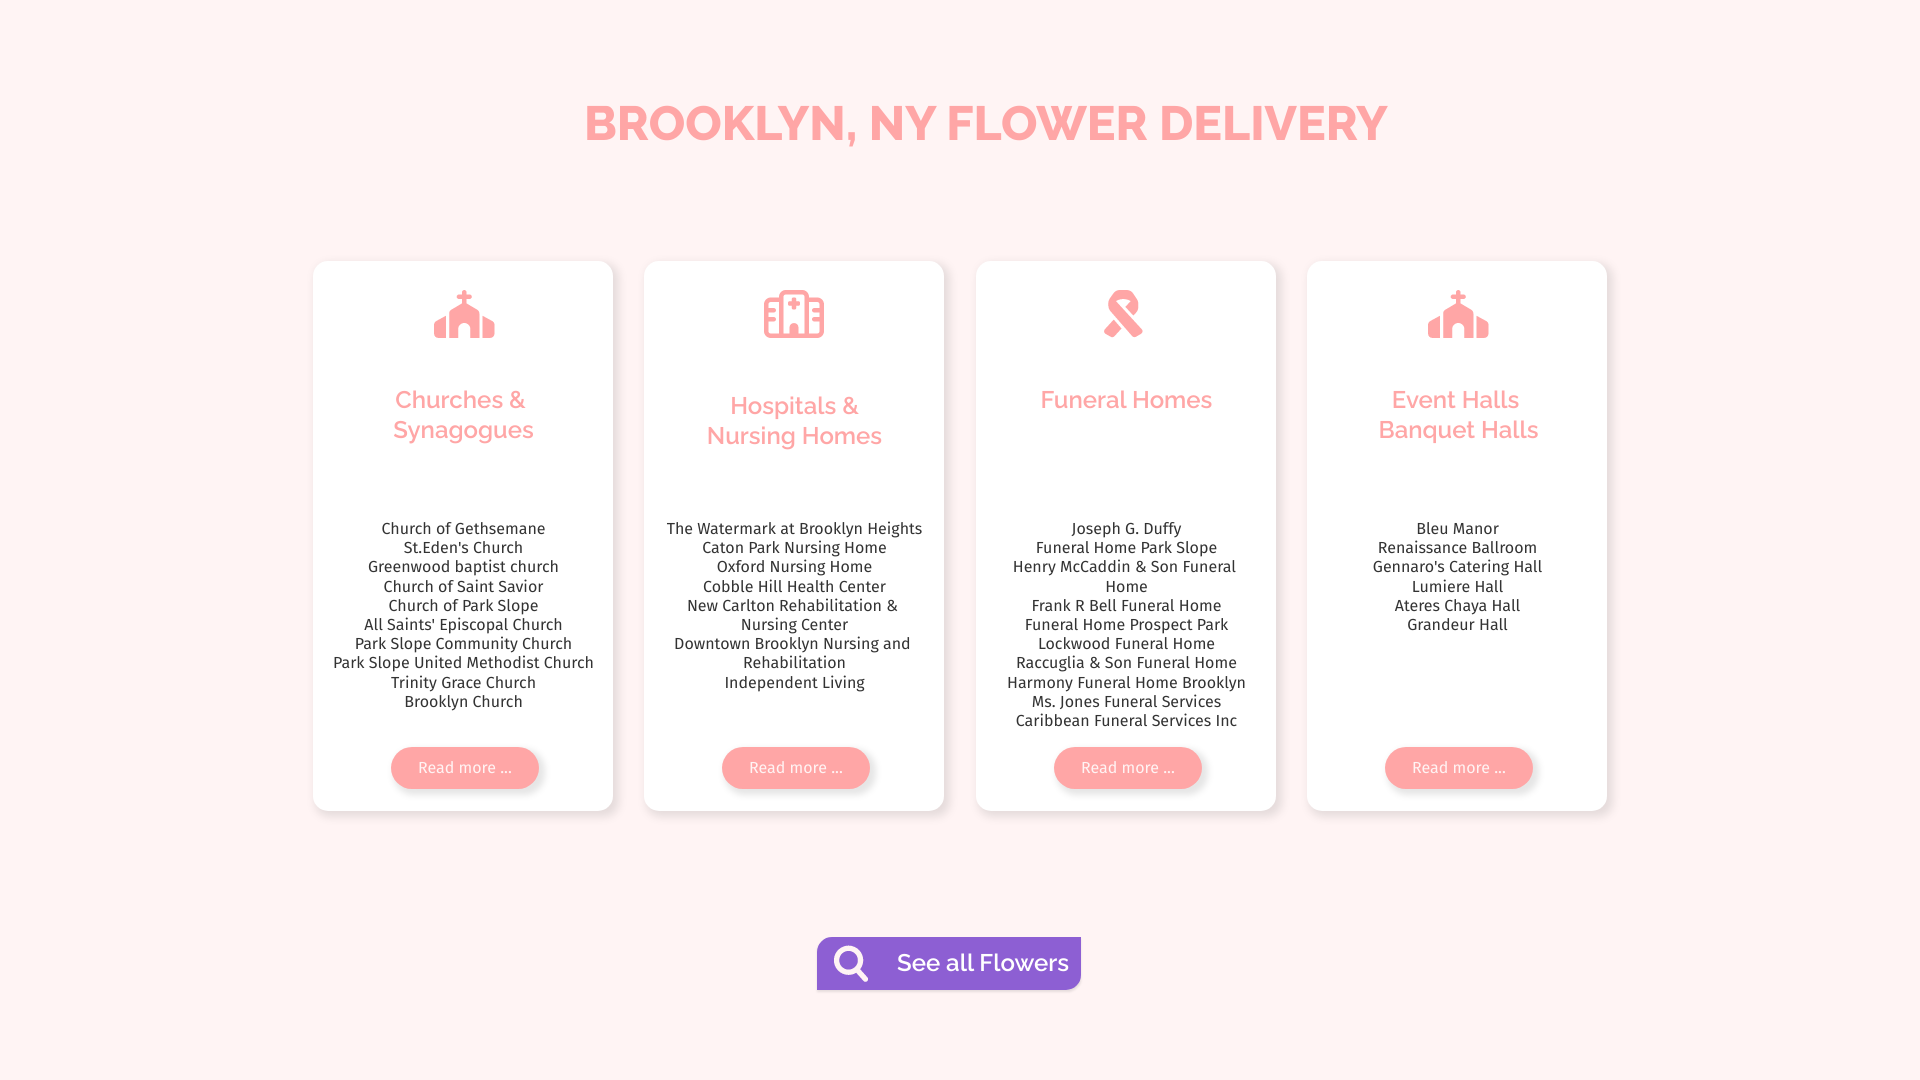 BROOKLYN, NY FLOWER DELIVERY
Churches &
Synagogues
Church of Gethsemane
St.Eden's Church
Greenwood baptist church
Church of Saint Savior
Church of Park Slope
All Saints' Episcopal Church
Park Slope Community Church
Park Slope United Methodist Church
Trinity Grace Church
Brooklyn Church
Read more ...
Hospitals &
Nursing Homes
The Watermark at Brooklyn Heights
Caton Park Nursing Home
Oxford Nursing Home
Cobble Hill Health Center
New Carlton Rehabilitation &
Nursing Center
Downtown Brooklyn Nursing and
Rehabilitation
Independent Living
Read more ...
Funeral Homes
Joseph G. Duffy
Funeral Home Park Slope
Henry McCaddin & Son Funeral
Home
Frank R Bell Funeral Home
Funeral Home Prospect Park
Lockwood Funeral Home
Raccuglia & Son Funeral Home
Harmony Funeral Home Brooklyn
Ms. Jones Funeral Services
Caribbean Funeral Services Inc
Read more ...
Event Halls
Banquet Halls
Bleu Manor
Renaissance Ballroom
Gennaro's Catering Hall
Lumiere Hall
Ateres Chaya Hall
Grandeur Hall
Read more ...
See all Flowers